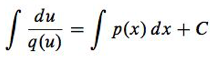 ∫ du/q(u) = ∫ p(x) dx + C